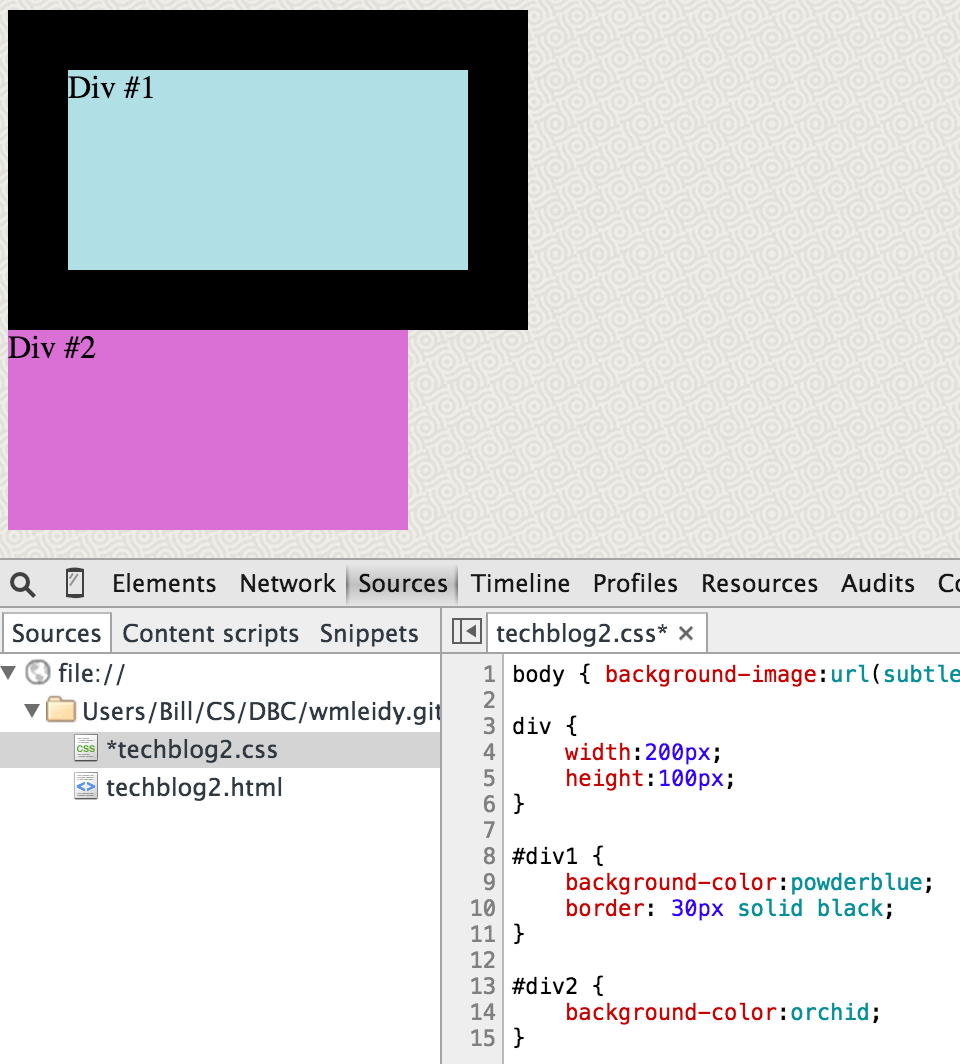 Div #1
Div #2
Elements Network Sources Timeline Profiles Resources Audits Co
Sources Content scripts Snippets techblog2.css* ×
file://
Users/Bill/CS/DBC/wmleidy.git
*techblog2.css
techblog2.html
1 body { background-image:url(subtle
2
3 div {
4     width:200px;
5     height:100px;
6 }
7
8 #div1 {
9     background-color:powderblue;
10     border: 30px solid black;
11 }
12
13 #div2 {
14     background-color:orchid;
15 }